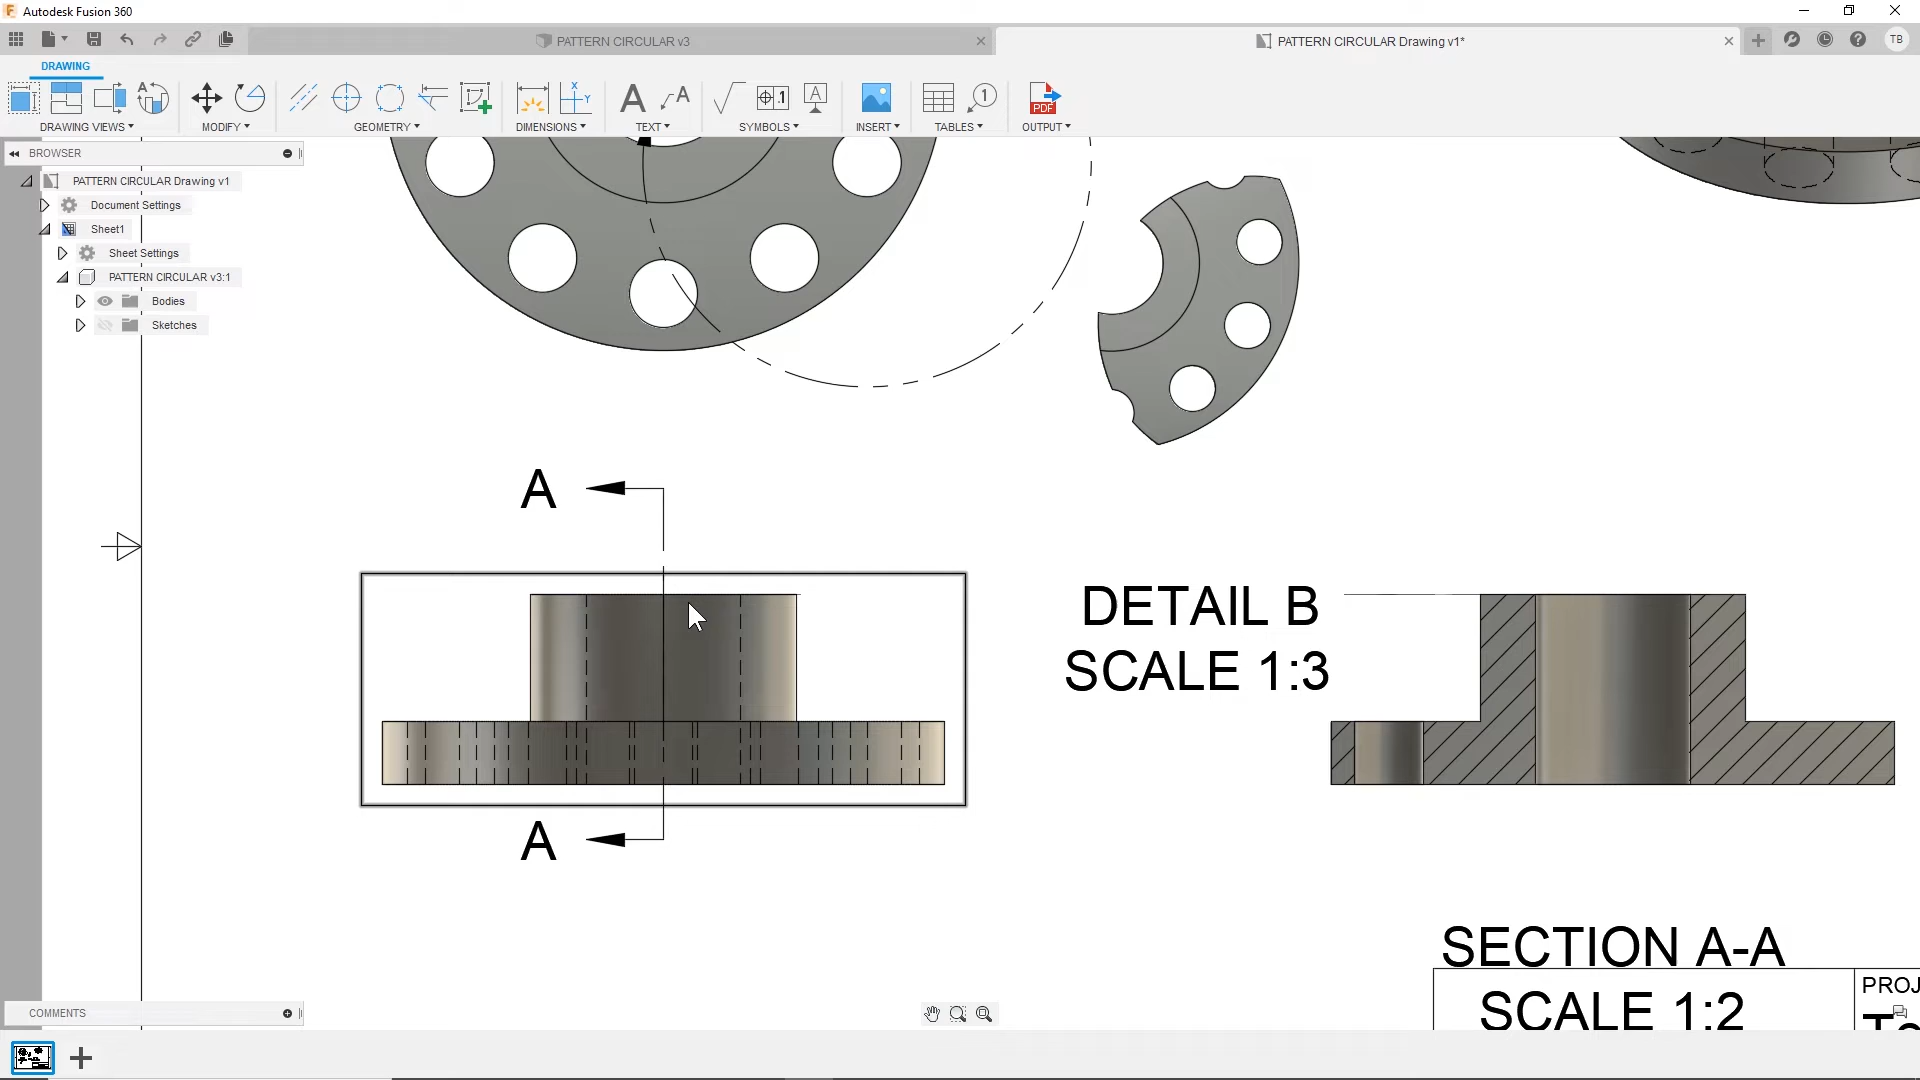 Autodesk Fusion 360
PATTERN CIRCULAR v3
PATTERN CIRCULAR Drawing v1*
TB
DRAWING
DRAWING VIEWS
MODIFY
GEOMETRY
DIMENSIONS
TEXT
SYMBOLS
INSERT
TABLES
OUTPUT
BROWSER
PATTERN CIRCULAR Drawing v1
Document Settings
Sheet1
Sheet Settings
PATTERN CIRCULAR v3:1
Bodies
Sketches
A
DETAIL B
SCALE 1:3
A
SECTION A-A
SCALE 1:2
PROJ
COMMENTS